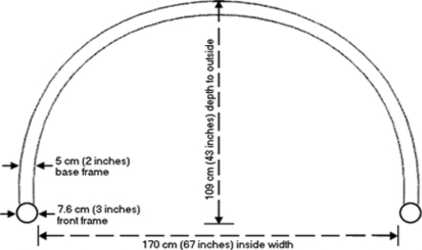 109 cm (43 inches) depth to outside
5 cm (2 inches)
base frame
7.6 cm (3 inches)
front frame
170 cm (67 inches) inside width